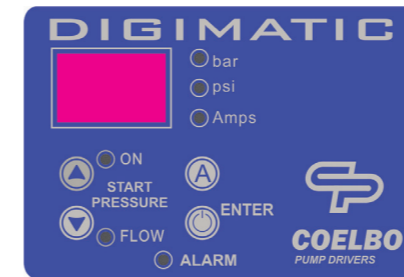 DIGIMATIC
bar
psi
Amps
ON
START
PRESSURE
A
ENTER
FLOW
ALARM
COELBO
PUMP DRIVERS